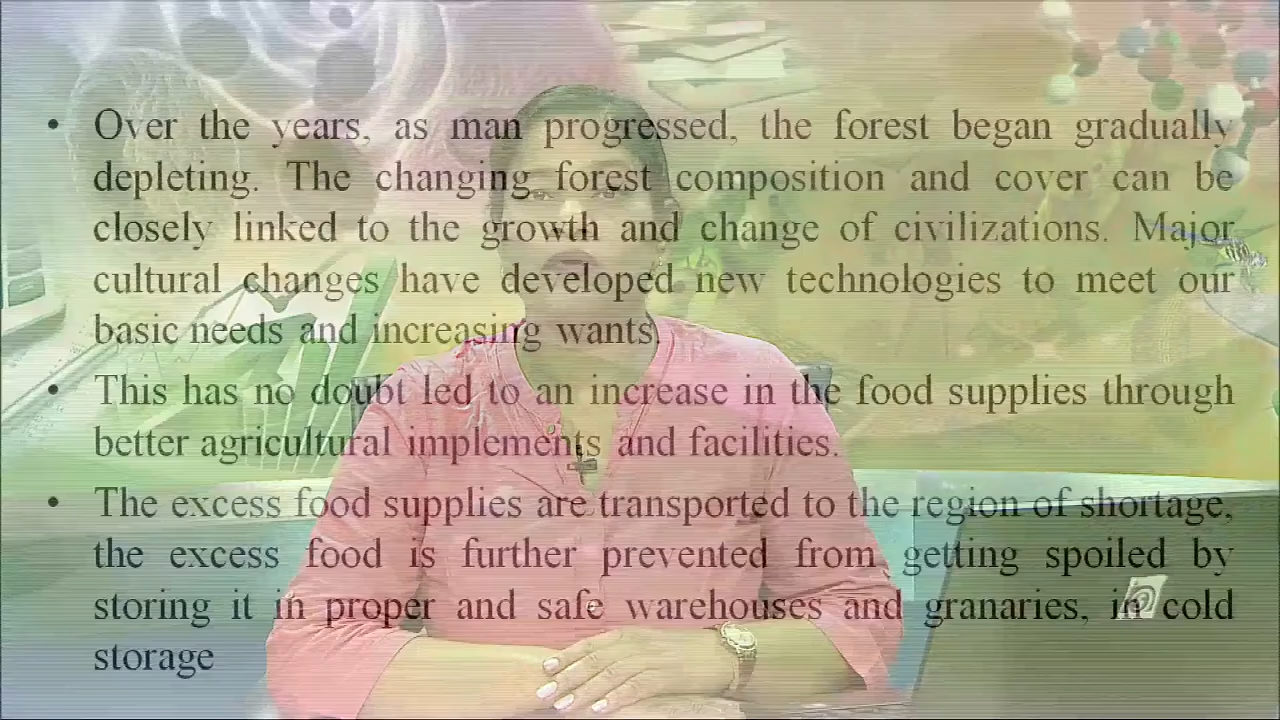 • Over the years, as man progressed, the forest began gradually
depleting. The changing forest composition and cover can be
closely linked to the growth and change of civilizations. Major
cultural changes have developed new technologies to meet our
basic needs and increasing wants.
• This has no doubt led to an increase in the food supplies through
better agricultural implements and facilities.
• The excess food supplies are transported to the region of shortage,
the excess food is further prevented from getting spoiled by
storing it in proper and safe warehouses and granaries, in cold
storage